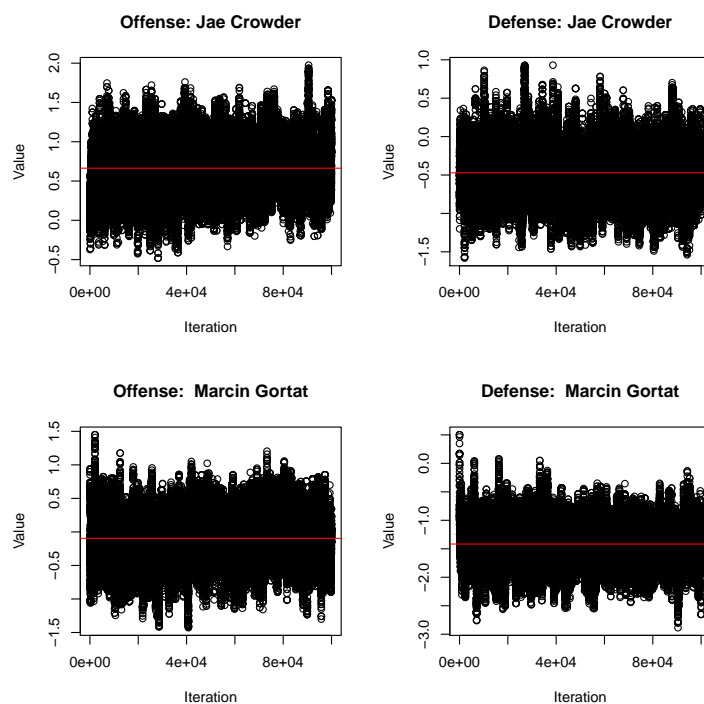 Offense: Jae Crowder
Value
2.0
1.5
1.0
0.5
0.0
−0.5
0e+00 4e+04 8e+04
Iteration
Defense: Jae Crowder
Value
1.0
0.5
0.0
−0.5
−1.5
0e+00 4e+04 8e+04
Iteration
Offense:  Marcin Gortat
Value
1.5
1.0
0.5
−0.5
−1.5
0e+00 4e+04 8e+04
Iteration
Defense:  Marcin Gortat
Value
0.0
−1.0
−2.0
−3.0
0e+00 4e+04 8e+04
Iteration